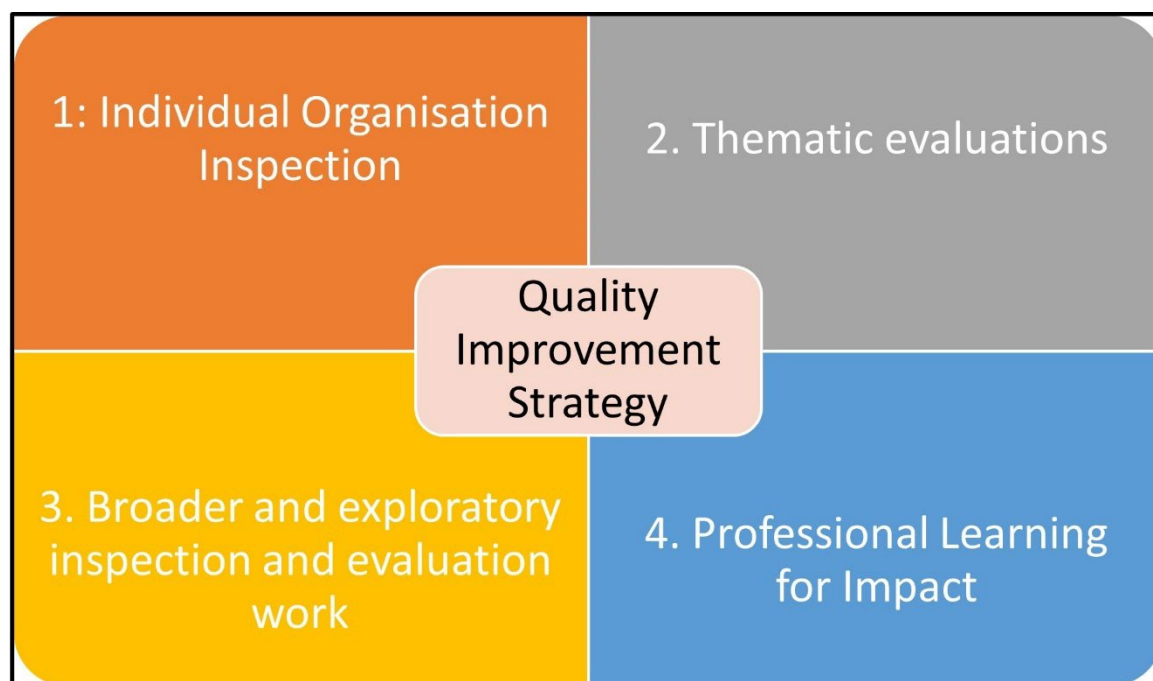 1: Individual Organisation
Inspection
2. Thematic evaluations
Quality
Improvement
Strategy
3. Broader and exploratory
inspection and evaluation
work
4. Professional Learning
for Impact